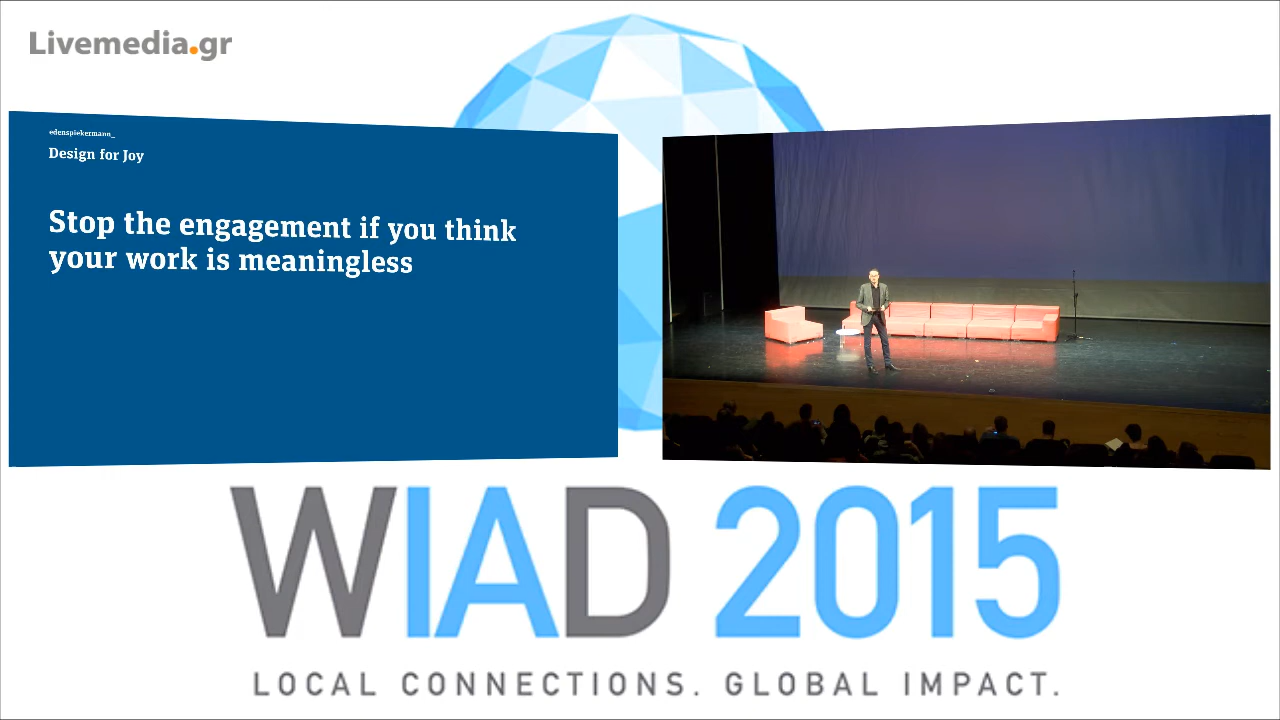 Livemedia.gr
edenspiekermann_
Design for Joy
Stop the engagement if you think
your work is meaningless
WIAD 2015
LOCAL CONNECTIONS. GLOBAL IMPACT.